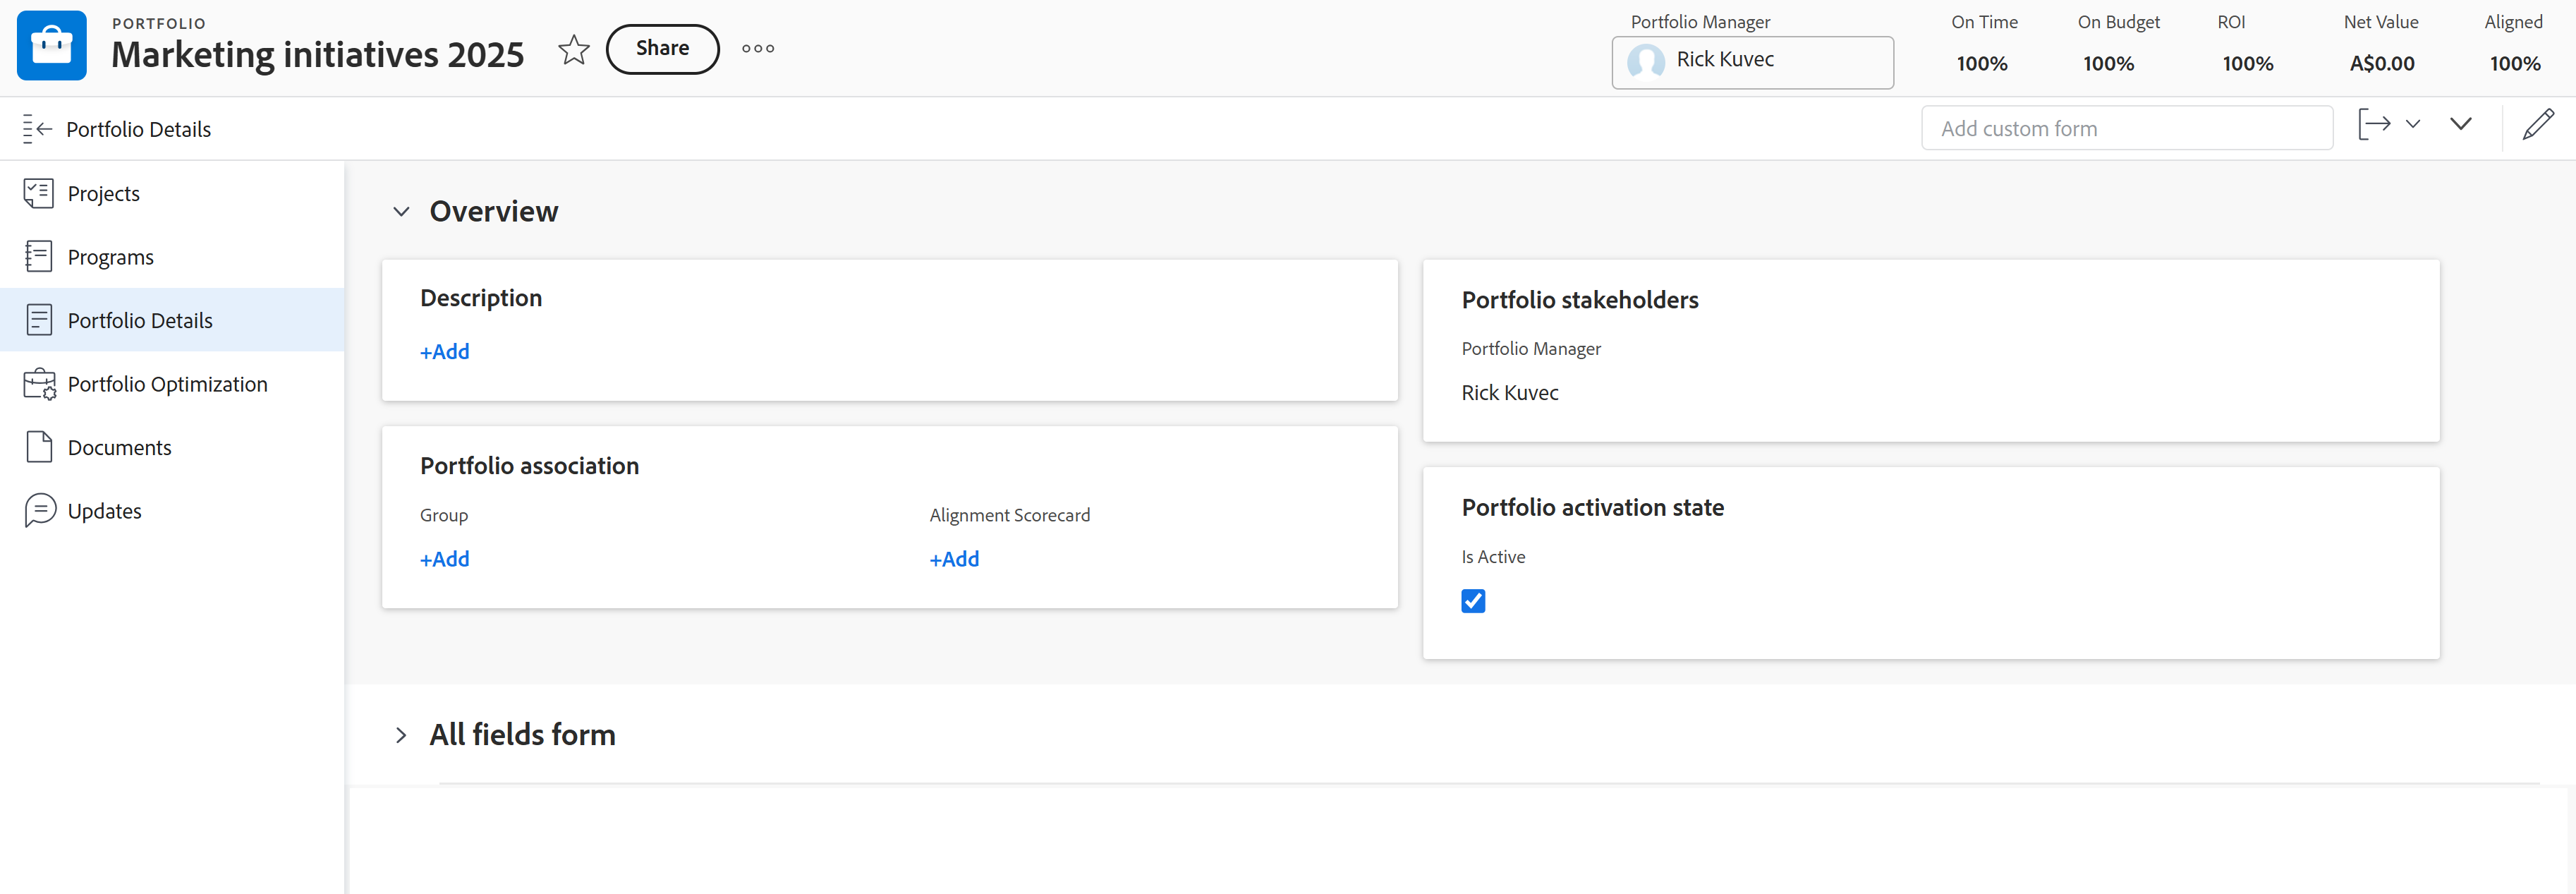 PORTFOLIO
Marketing initiatives 2025
Share
Portfolio Manager
Rick Kuvec
On Time
100%
On Budget
100%
ROI
100%
Net Value
A$0.00
Aligned
100%
Portfolio Details
Add custom form
Projects
Programs
Portfolio Details
Portfolio Optimization
Documents
Updates
Overview
Description
+Add
Portfolio association
Group
+Add
Alignment Scorecard
+Add
Portfolio stakeholders
Portfolio Manager
Rick Kuvec
Portfolio activation state
Is Active
All fields form